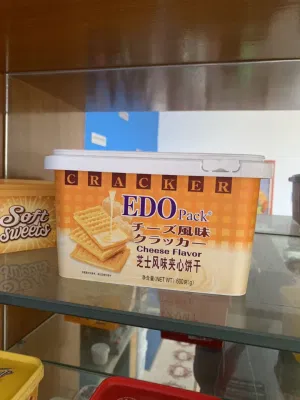 CRACKER
EDO Pack®
チーズ風味
クラッカー
Cheese Flavor
芝士风味夹心饼干
Soft
Sweets